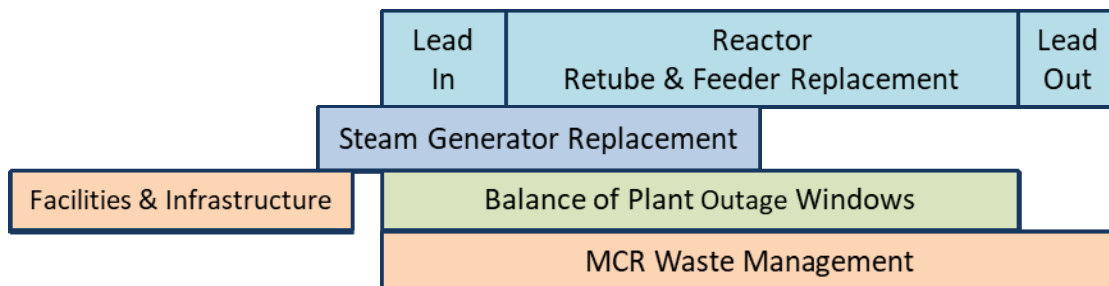 Lead
In
Reactor
Retube & Feeder Replacement
Lead
Out
Steam Generator Replacement
Facilities & Infrastructure
Balance of Plant Outage Windows
MCR Waste Management